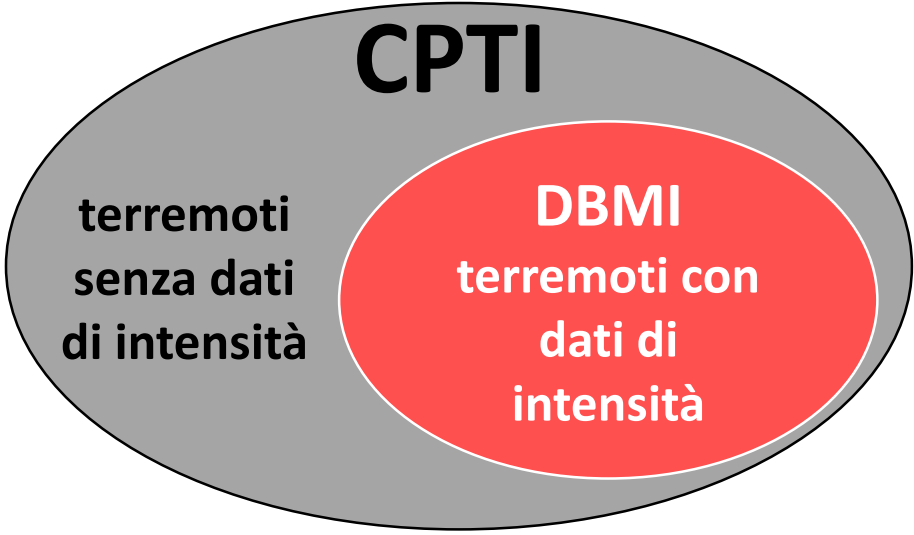 CPTI
terremoti
senza dati
di intensità
DBMI
terremoti con
dati di
intensità